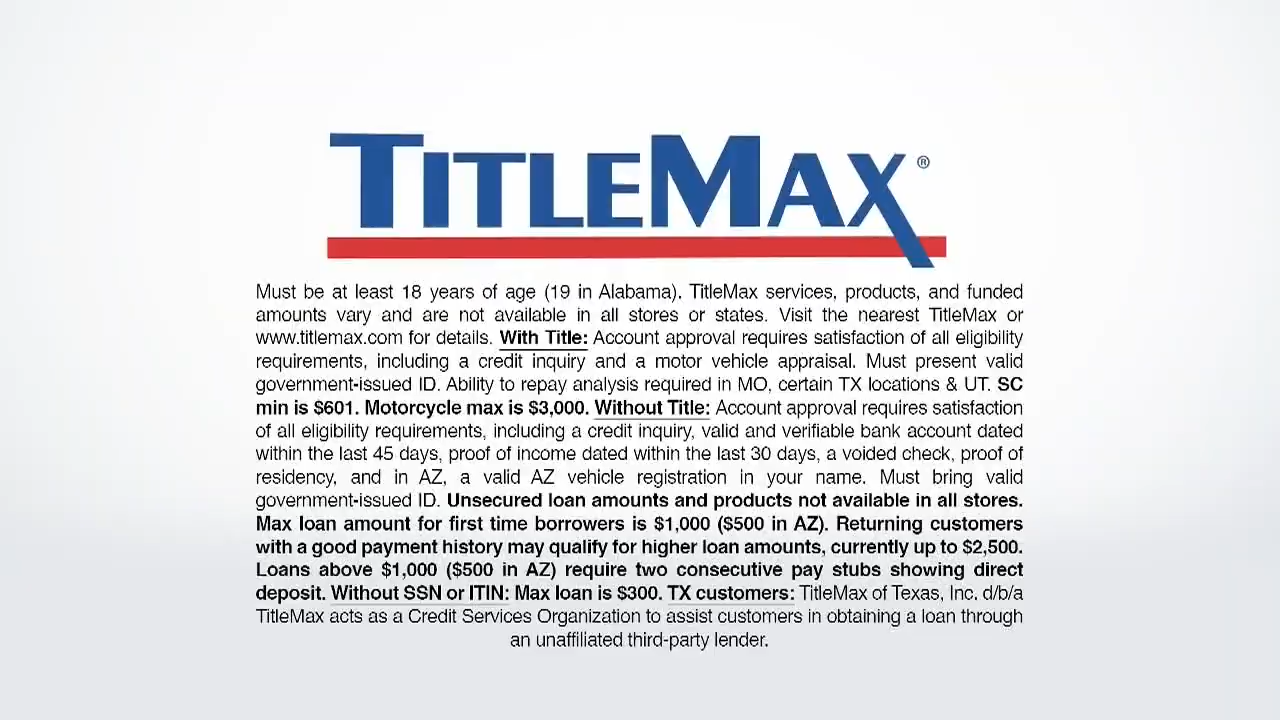 TITLEMAX®
Must be at least 18 years of age (19 in Alabama). TitleMax services, products, and funded
amounts vary and are not available in all stores or states. Visit the nearest TitleMax or
www.titlemax.com for details. With Title: Account approval requires satisfaction of all eligibility
requirements, including a credit inquiry and a motor vehicle appraisal. Must present valid
government-issued ID. Ability to repay analysis required in MO, certain TX locations & UT. SC
min is $601. Motorcycle max is $3,000. Without Title: Account approval requires satisfaction
of all eligibility requirements, including a credit inquiry, valid and verifiable bank account dated
within the last 45 days, proof of income dated within the last 30 days, a voided check, proof of
residency, and in AZ, a valid AZ vehicle registration in your name. Must bring valid
government-issued ID. Unsecured loan amounts and products not available in all stores.
Max loan amount for first time borrowers is $1,000 ($500 in AZ). Returning customers
with a good payment history may qualify for higher loan amounts, currently up to $2,500.
Loans above $1,000 ($500 in AZ) require two consecutive pay stubs showing direct
deposit. Without SSN or ITIN: Max loan is $300. TX customers: TitleMax of Texas, Inc. d/b/a
TitleMax acts as a Credit Services Organization to assist customers in obtaining a loan through
an unaffiliated third-party lender.